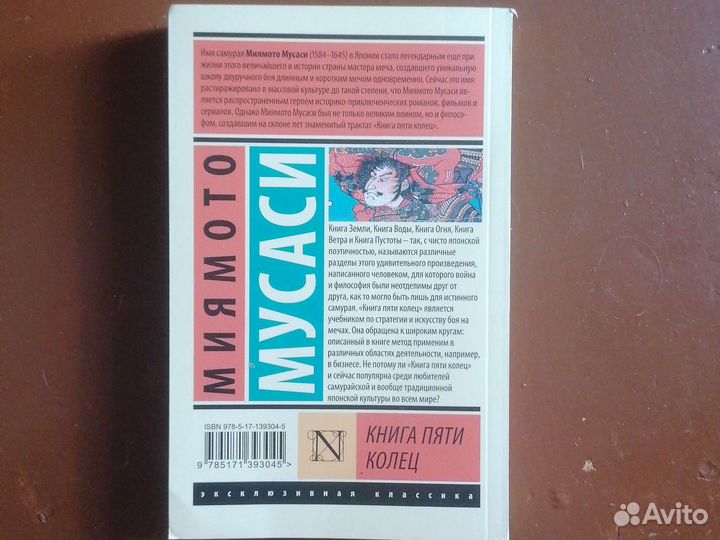 Имя самурая Миямото Мусаси (1584–1645) в Японии стало легендарным еще при
жизни этого величайшего в истории страны мастера меча, создавшего уникальную
школу двуручного боя длинным и коротким мечом одновременно. Сейчас это имя
растиражировано в массовой культуре до такой степени, что Миямото Мусаси яв-
ляется распространенным героем историко-приключенческих романов, фильмов и
сериалов. Однако Миямото Мусаси был не только великим воином, но и филосо-
фом, создавшим на склоне лет знаменитый трактат «Книга пяти колец».
МИЯМОТО
МУСАСИ
Книга Земли, Книга Воды, Книга Огня, Книга
Ветра и Книга Пустоты – так, с чисто японской
поэтичностью, называются различные
разделы этого удивительного произведения,
написанного человеком, для которого война
и философия были неотделимы друг от
друга, как то могло быть лишь для истинного
самурая. «Книга пяти колец» является
учебником по стратегии и искусству боя на
мечах. Она обращена к широким кругам:
описанный в книге метод применим в
различных областях деятельности, например,
в бизнесе. Не потому ли «Книга пяти колец»
и сейчас популярна среди любителей
самурайской и вообще традиционной
японской культуры во всем мире?
ISBN 978-5-17-139304-5
9 785171 393045 >
N
КНИГА ПЯТИ
КОЛЕЦ
эксклюзивная классика
Avito